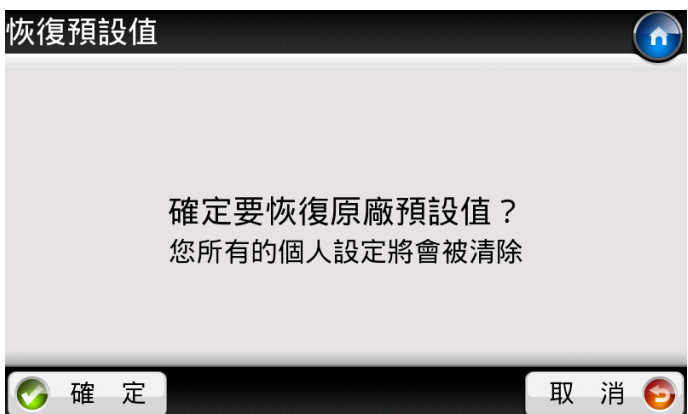 恢復預設值
確定要恢復原廠預設值？
您所有的個人設定將會被清除
確 定
取 消